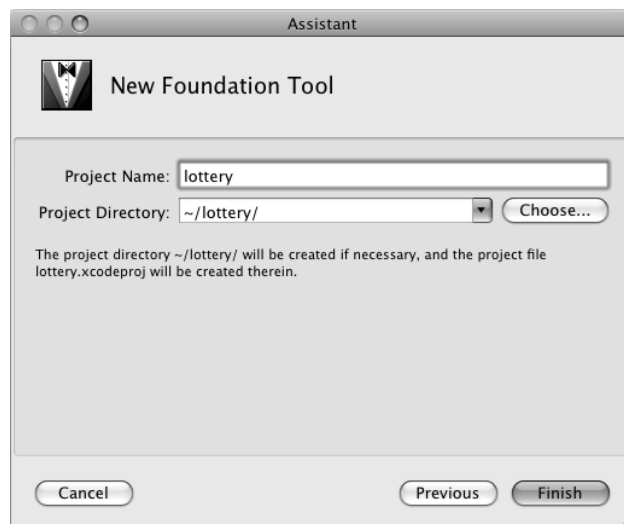 Assistant
New Foundation Tool
Project Name: lottery
Project Directory: ~/lottery/ Choose...
The project directory ~/lottery/ will be created if necessary, and the project file
lottery.xcodeproj will be created therein.
Cancel Previous Finish